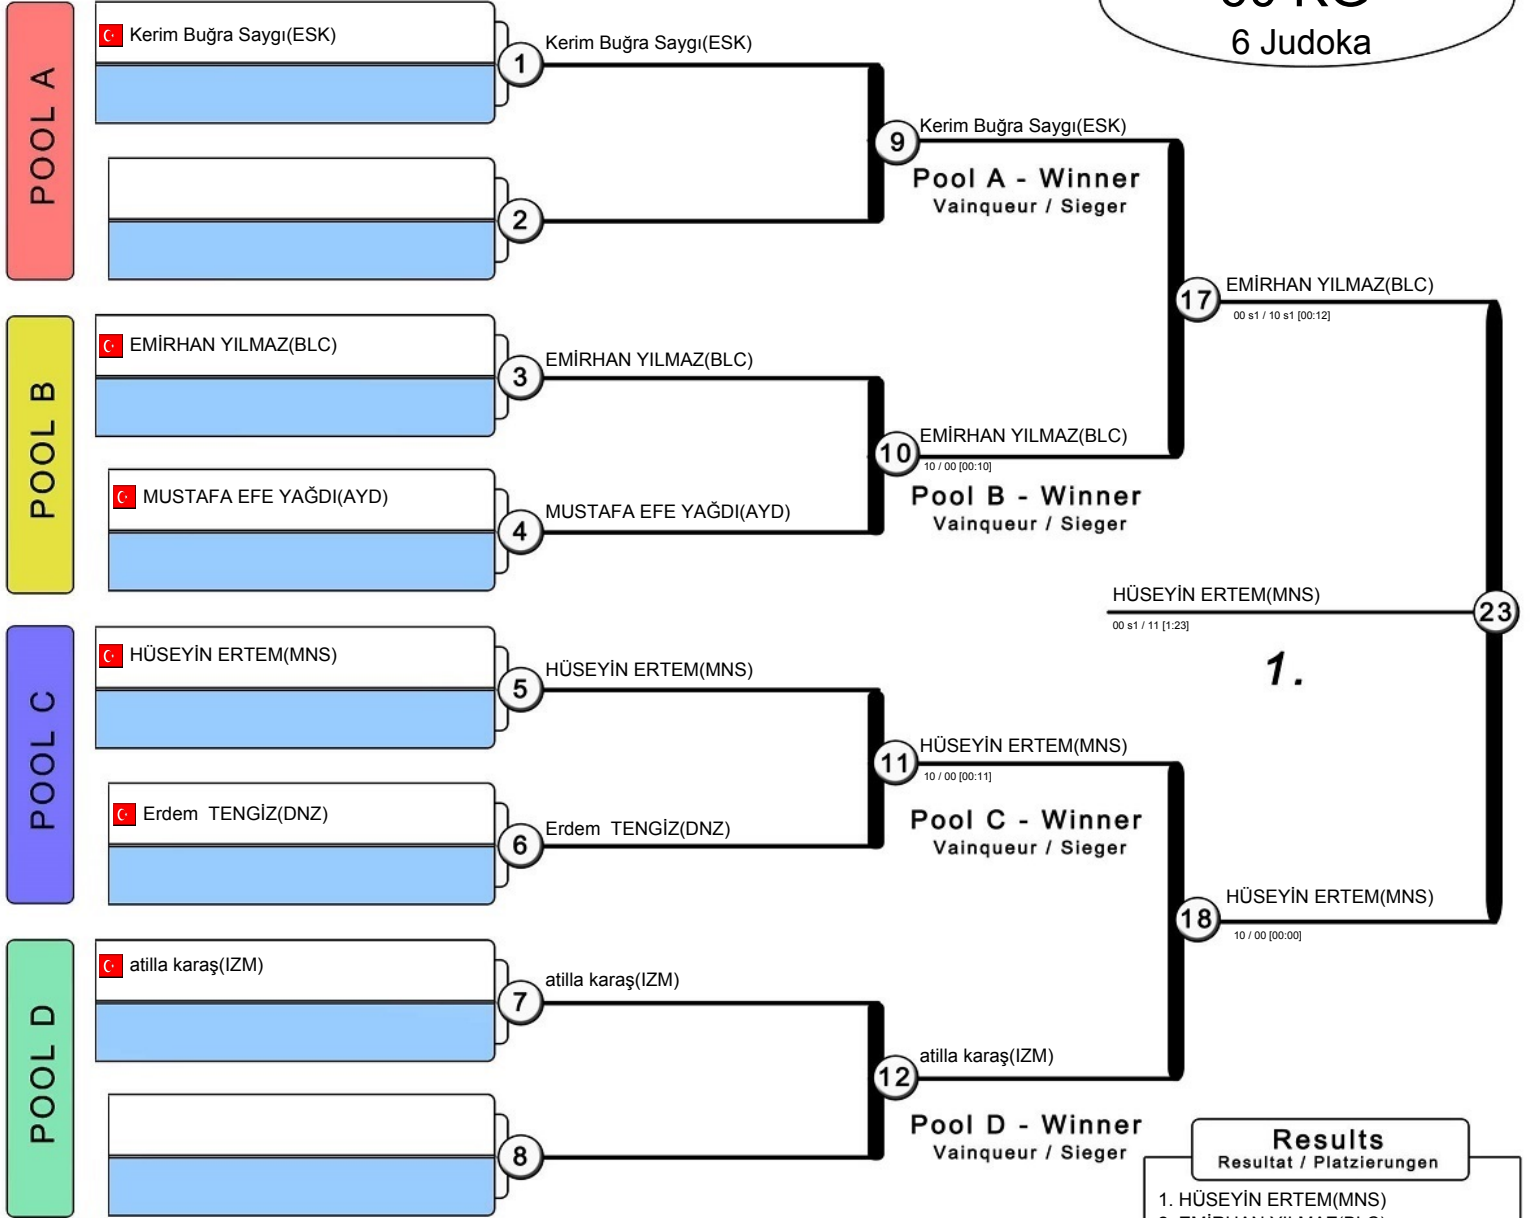 6 Judoka
POOL A
Kerim Buğra Saygı(ESK)
1
Kerim Buğra Saygı(ESK)
2
9
Kerim Buğra Saygı(ESK)
Pool A - Winner
Vainqueur / Sieger
17
EMİRHAN YILMAZ(BLC)
00 s1 / 10 s1 [00:12]
POOL B
EMİRHAN YILMAZ(BLC)
3
EMİRHAN YILMAZ(BLC)
MUSTAFA EFE YAĞDI(AYD)
4
MUSTAFA EFE YAĞDI(AYD)
10
EMİRHAN YILMAZ(BLC)
10 / 00 [00:10]
Pool B - Winner
Vainqueur / Sieger
HÜSEYİN ERTEM(MNS)
00 s1 / 11 [1:23]
23
1.
POOL C
HÜSEYİN ERTEM(MNS)
5
HÜSEYİN ERTEM(MNS)
Erdem  TENGİZ(DNZ)
6
Erdem  TENGİZ(DNZ)
11
HÜSEYİN ERTEM(MNS)
10 / 00 [00:11]
Pool C - Winner
Vainqueur / Sieger
18
HÜSEYİN ERTEM(MNS)
10 / 00 [00:00]
POOL D
atilla karaş(IZM)
7
atilla karaş(IZM)
8
12
atilla karaş(IZM)
Pool D - Winner
Vainqueur / Sieger
Results
Resultat / Platzierungen
1. HÜSEYİN ERTEM(MNS)